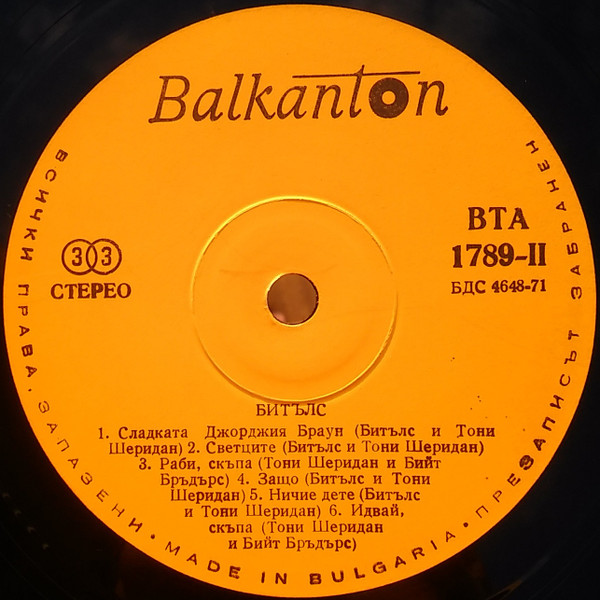 Balkanton
ВСИЧКИ ПРАВА. ЗАПАЗЕНИ • MADE IN BULGARIA • ПРЕЗАПИСЪТ ЗАБРАНЕН
33
СТЕРЕО
ВТА
1789-II
БДС 4648-71
БИТЪЛС
1. Сладката Джорджия Браун (Битълс и Тони
Шеридан) 2. Светците (Битълс и Тони Шеридан)
3. Раби, скъпа (Тони Шеридан и Бийт
Бръдърс) 4. Защо (Битълс и Тони
Шеридан) 5. Ничие дете (Битълс
и Тони Шеридан) 6. Идвай,
скъпа (Тони Шеридан
и Бийт Бръдърс)